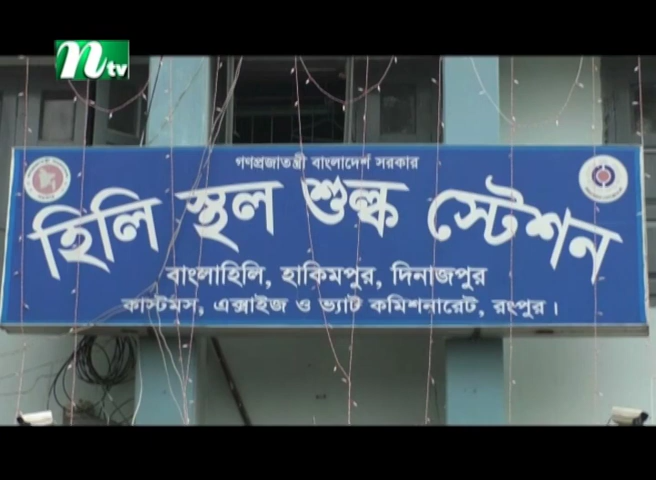 ntv
গণপ্রজাতন্ত্রী বাংলাদেশ সরকার
হিলি স্থল শুল্ক স্টেশন
বাংলাহিলি, হাকিমপুর, দিনাজপুর
কাস্টমস, এক্সাইজ ও ভ্যাট কমিশনারেট, রংপুর।